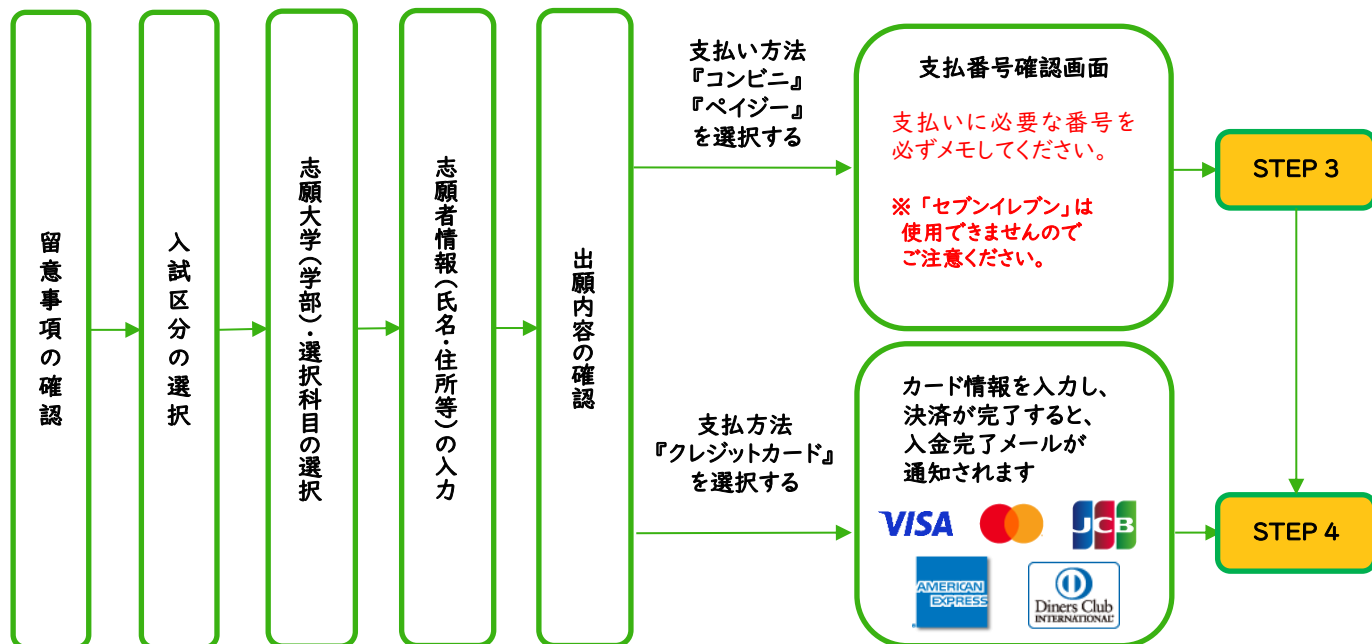 留意事項の確認
入試区分の選択
志願大学(学部)・選択科目の選択
志願者情報(氏名・住所等)の入力
出願内容の確認
支払い方法
『コンビニ』
『ペイジー』
を選択する
支払番号確認画面
支払いに必要な番号を
必ずメモしてください。
※「セブンイレブン」は
使用できませんので
ご注意ください。
STEP 3
支払方法
『クレジットカード』
を選択する
カード情報を入力し、
決済が完了すると、
入金完了メールが
通知されます
VISA
JCB
AMERICAN
EXPRESS
Diners Club
INTERNATIONAL
STEP 4